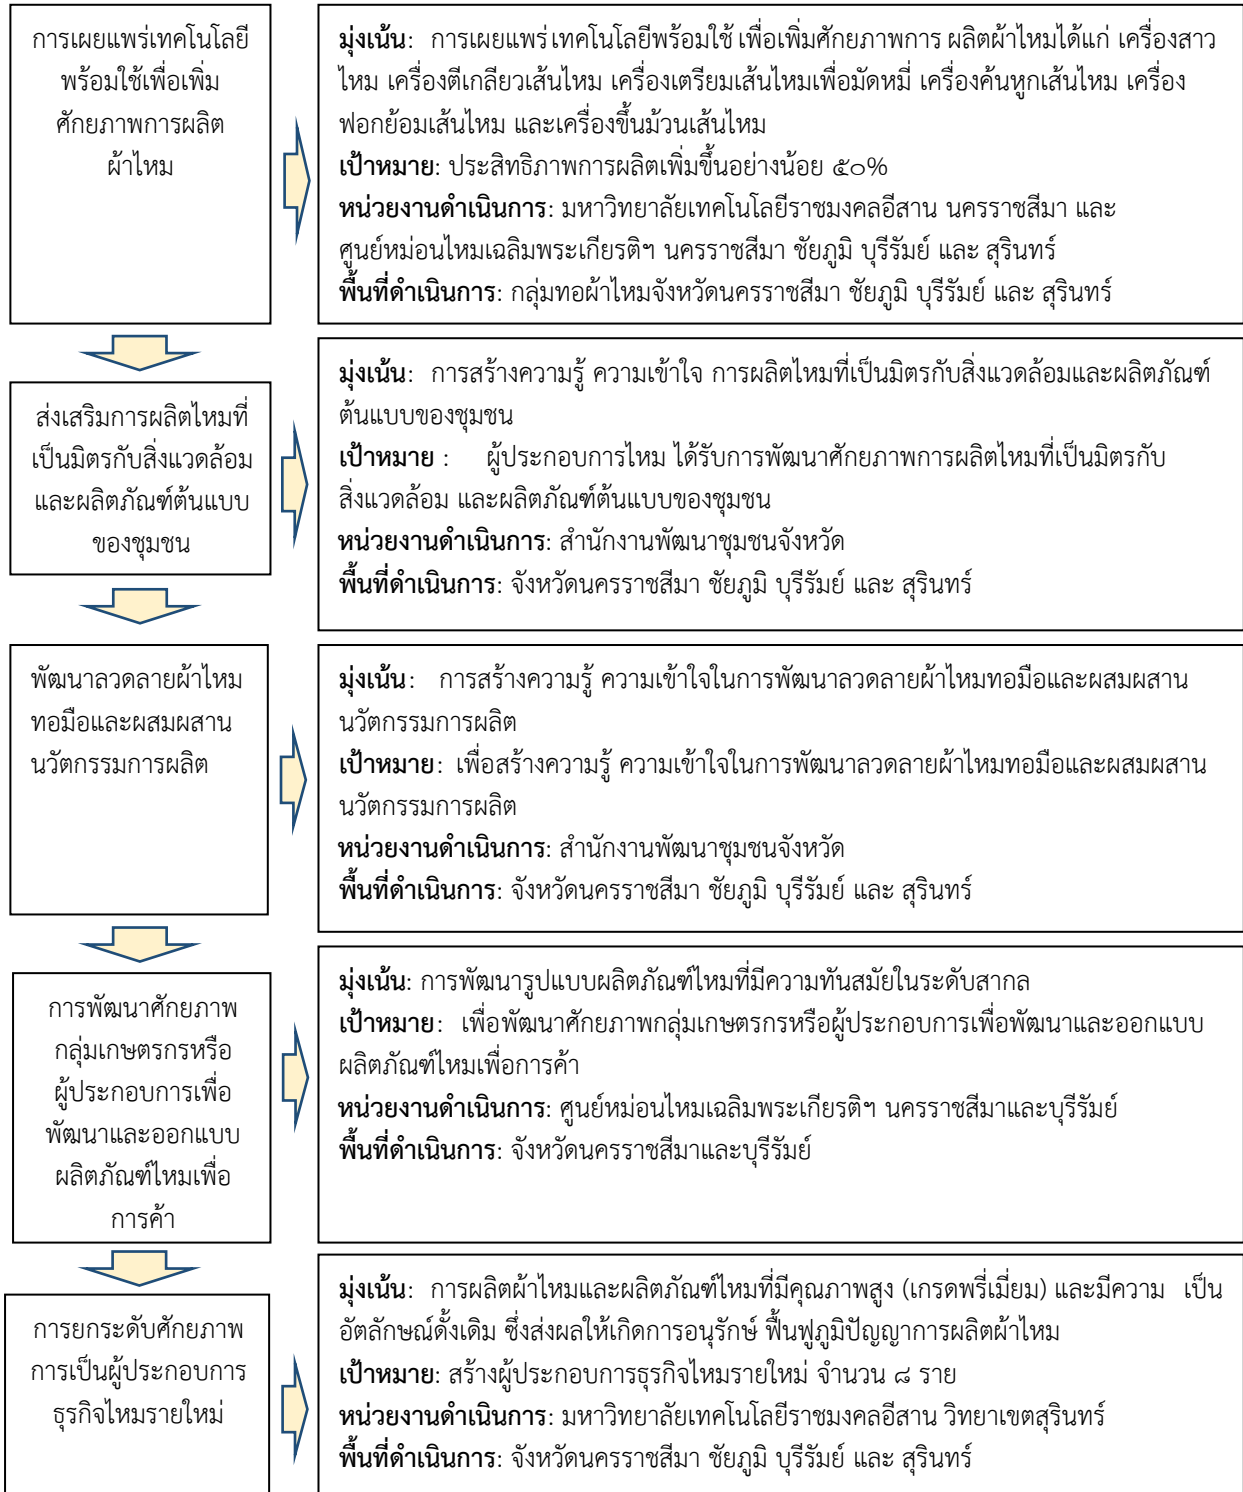 การเผยแพร่เทคโนโลยี
พร้อมใช้เพื่อเพิ่ม
ศักยภาพการผลิต
ผ้าไหม
มุ่งเน้น: การเผยแพร่เทคโนโลยีพร้อมใช้ เพื่อเพิ่มศักยภาพการ ผลิตผ้าไหมได้แก่ เครื่องสาว
ไหม เครื่องตีเกลียวเส้นไหม เครื่องเตรียมเส้นไหมเพื่อมัดหมี่ เครื่องค้นหูกเส้นไหม เครื่อง
ฟอกย้อมเส้นไหม และเครื่องขึ้นม้วนเส้นไหม
เป้าหมาย: ประสิทธิภาพการผลิตเพิ่มขึ้นอย่างน้อย ๕๐%
หน่วยงานดำเนินการ: มหาวิทยาลัยเทคโนโลยีราชมงคลอีสาน นครราชสีมา และ
ศูนย์หม่อนไหมเฉลิมพระเกียรติฯ นครราชสีมา ชัยภูมิ บุรีรัมย์ และ สุรินทร์
พื้นที่ดำเนินการ: กลุ่มทอผ้าไหมจังหวัดนครราชสีมา ชัยภูมิ บุรีรัมย์ และ สุรินทร์
ส่งเสริมการผลิตไหมที่
เป็นมิตรกับสิ่งแวดล้อม
และผลิตภัณฑ์ต้นแบบ
ของชุมชน
มุ่งเน้น: การสร้างความรู้ ความเข้าใจ การผลิตไหมที่เป็นมิตรกับสิ่งแวดล้อมและผลิตภัณฑ์
ต้นแบบของชุมชน
เป้าหมาย : ผู้ประกอบการไหม ได้รับการพัฒนาศักยภาพการผลิตไหมที่เป็นมิตรกับ
สิ่งแวดล้อม และผลิตภัณฑ์ต้นแบบของชุมชน
หน่วยงานดำเนินการ: สำนักงานพัฒนาชุมชนจังหวัด
พื้นที่ดำเนินการ: จังหวัดนครราชสีมา ชัยภูมิ บุรีรัมย์ และ สุรินทร์
พัฒนาลวดลายผ้าไหม
ทอมือและผสมผสาน
นวัตกรรมการผลิต
มุ่งเน้น: การสร้างความรู้ ความเข้าใจในการพัฒนาลวดลายผ้าไหมทอมือและผสมผสาน
นวัตกรรมการผลิต
เป้าหมาย: เพื่อสร้างความรู้ ความเข้าใจในการพัฒนาลวดลายผ้าไหมทอมือและผสมผสาน
นวัตกรรมการผลิต
หน่วยงานดำเนินการ: สำนักงานพัฒนาชุมชนจังหวัด
พื้นที่ดำเนินการ: จังหวัดนครราชสีมา ชัยภูมิ บุรีรัมย์ และ สุรินทร์
การพัฒนาศักยภาพ
กลุ่มเกษตรกรหรือ
ผู้ประกอบการเพื่อ
พัฒนาและออกแบบ
ผลิตภัณฑ์ไหมเพื่อ
การค้า
มุ่งเน้น: การพัฒนารูปแบบผลิตภัณฑ์ไหมที่มีความทันสมัยในระดับสากล
เป้าหมาย: เพื่อพัฒนาศักยภาพกลุ่มเกษตรกรหรือผู้ประกอบการเพื่อพัฒนาและออกแบบ
ผลิตภัณฑ์ไหมเพื่อการค้า
หน่วยงานดำเนินการ: ศูนย์หม่อนไหมเฉลิมพระเกียรติฯ นครราชสีมาและบุรีรัมย์
พื้นที่ดำเนินการ: จังหวัดนครราชสีมาและบุรีรัมย์
การยกระดับศักยภาพ
การเป็นผู้ประกอบการ
ธุรกิจไหมรายใหม่
มุ่งเน้น: การผลิตผ้าไหมและผลิตภัณฑ์ไหมที่มีคุณภาพสูง (เกรดพรี่เมี่ยม) และมีความ เป็น
อัตลักษณ์ดั้งเดิม ซึ่งส่งผลให้เกิดการอนุรักษ์ ฟื้นฟูภูมิปัญญาการผลิตผ้าไหม
เป้าหมาย: สร้างผู้ประกอบการธุรกิจไหมรายใหม่ จำนวน ๘ ราย
หน่วยงานดำเนินการ: มหาวิทยาลัยเทคโนโลยีราชมงคลอีสาน วิทยาเขตสุรินทร์
พื้นที่ดำเนินการ: จังหวัดนครราชสีมา ชัยภูมิ บุรีรัมย์ และ สุรินทร์